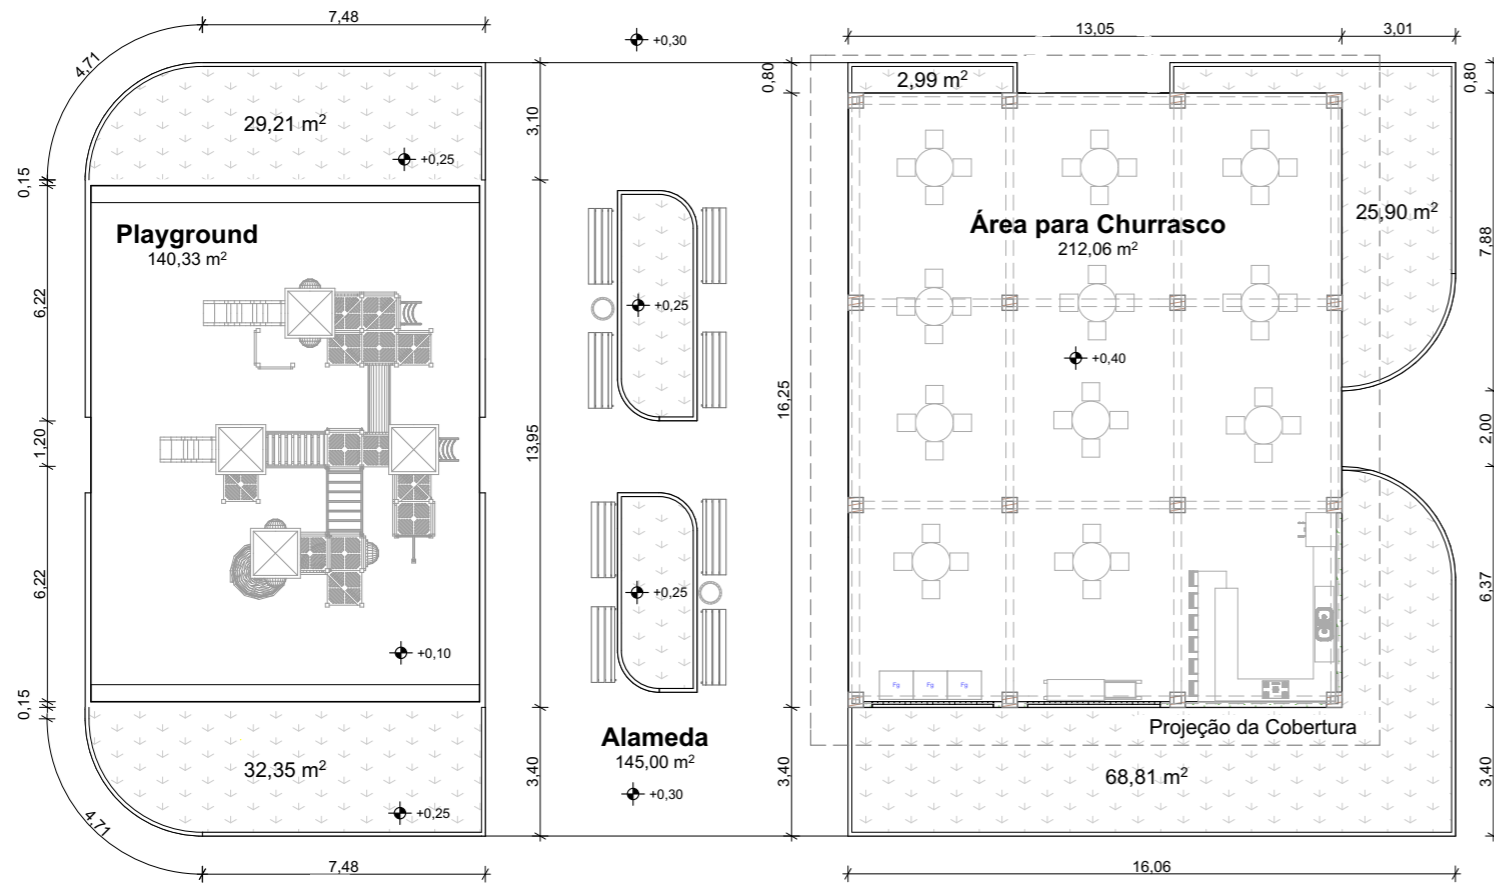 7,48
+0,30
13,05
3,01
4,71
0,80
2,99 m²
0,80
29,21 m²
3,10
+0,25
0,15
Playground
140,33 m²
Área para Churrasco
212,06 m²
25,90 m²
7,88
6,22
+0,25
+0,40
16,25
2,00
1,20
13,95
6,22
+0,25
6,37
+0,10
Fg
Fg
Fg
0,15
Projeção da Cobertura
Alameda
145,00 m²
+0,30
32,35 m²
3,40
3,40
68,81 m²
3,40
+0,25
4,71
7,48
16,06